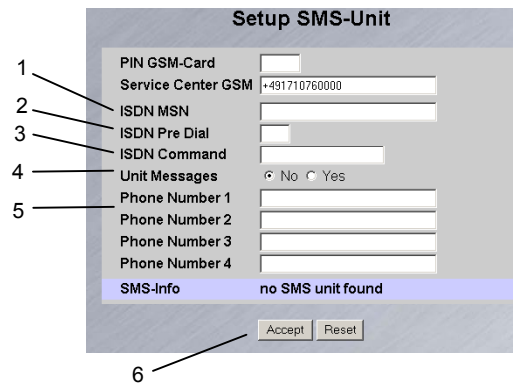 Setup SMS-Unit
PIN GSM-Card
Service Center GSM +491710760000
1 ISDN MSN
2 ISDN Pre Dial
3 ISDN Command
4 Unit Messages No Yes
5 Phone Number 1
Phone Number 2
Phone Number 3
Phone Number 4
SMS-Info no SMS unit found
Accept Reset
6